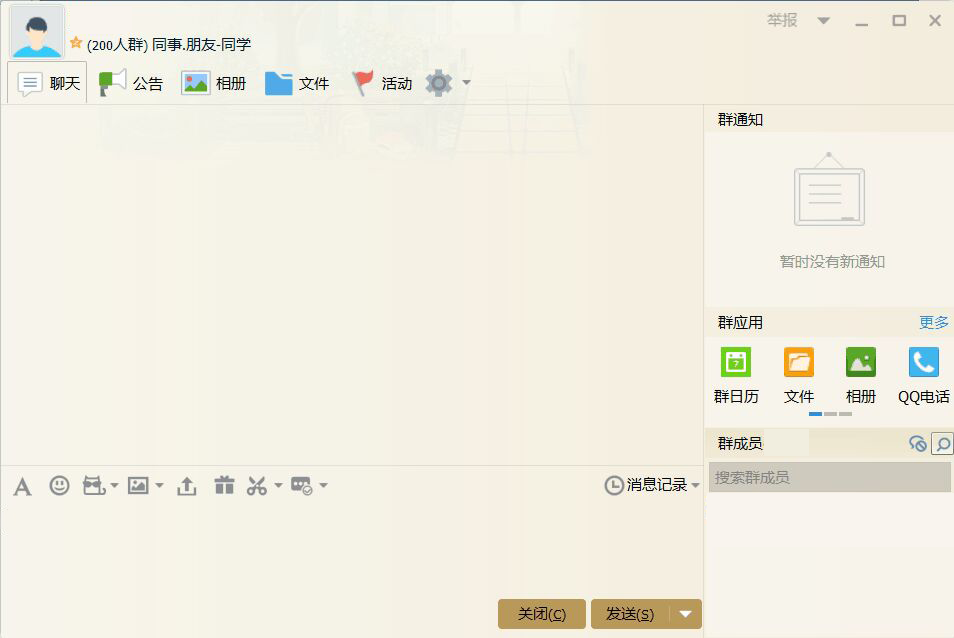 举报
(200人群) 同事.朋友-同学
聊天 公告 相册 文件 活动
群通知
暂时没有新通知
群应用 更多
7
群日历 文件 相册 QQ电话
群成员
搜索群成员
A 消息记录
关闭(C) 发送(S)